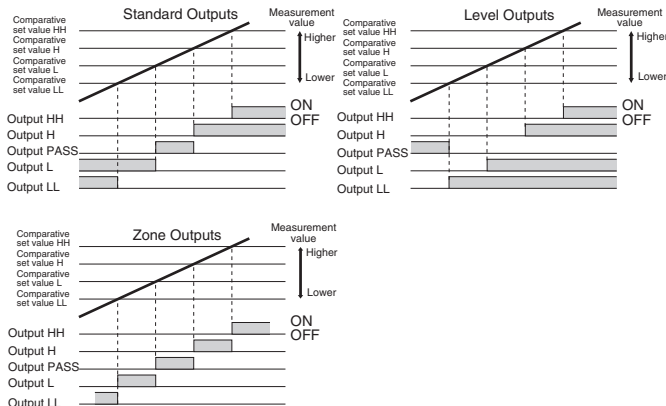 Standard Outputs
Comparative
set value HH
Comparative
set value H
Comparative
set value L
Comparative
set value LL
Measurement
value
Higher
Lower
ON
OFF
Output HH
Output H
Output PASS
Output L
Output LL
Level Outputs
Comparative
set value HH
Comparative
set value H
Comparative
set value L
Comparative
set value LL
Measurement
value
Higher
Lower
ON
OFF
Output HH
Output H
Output PASS
Output L
Output LL
Zone Outputs
Comparative
set value HH
Comparative
set value H
Comparative
set value L
Comparative
set value LL
Measurement
value
Higher
Lower
ON
OFF
Output HH
Output H
Output PASS
Output L
Output LL